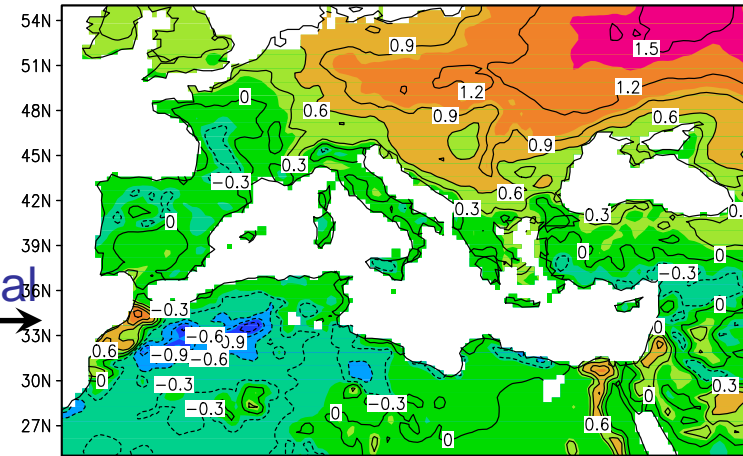 54N
0.9
1.5
51N
0 1.2 1.2
48N
0.6 0.9 0.6
45N
0.3 0.9
−0.3
42N
0.6
0 0.3 0.3 0.
39N
0 0
−0.3
al
36N
−0.3 0
33N
−0.6 0.9 0
0.6 −0.9 −0.6
30N
0 −0.3 0.3
−0.3 −0.3 0
27N
0 0 0.6